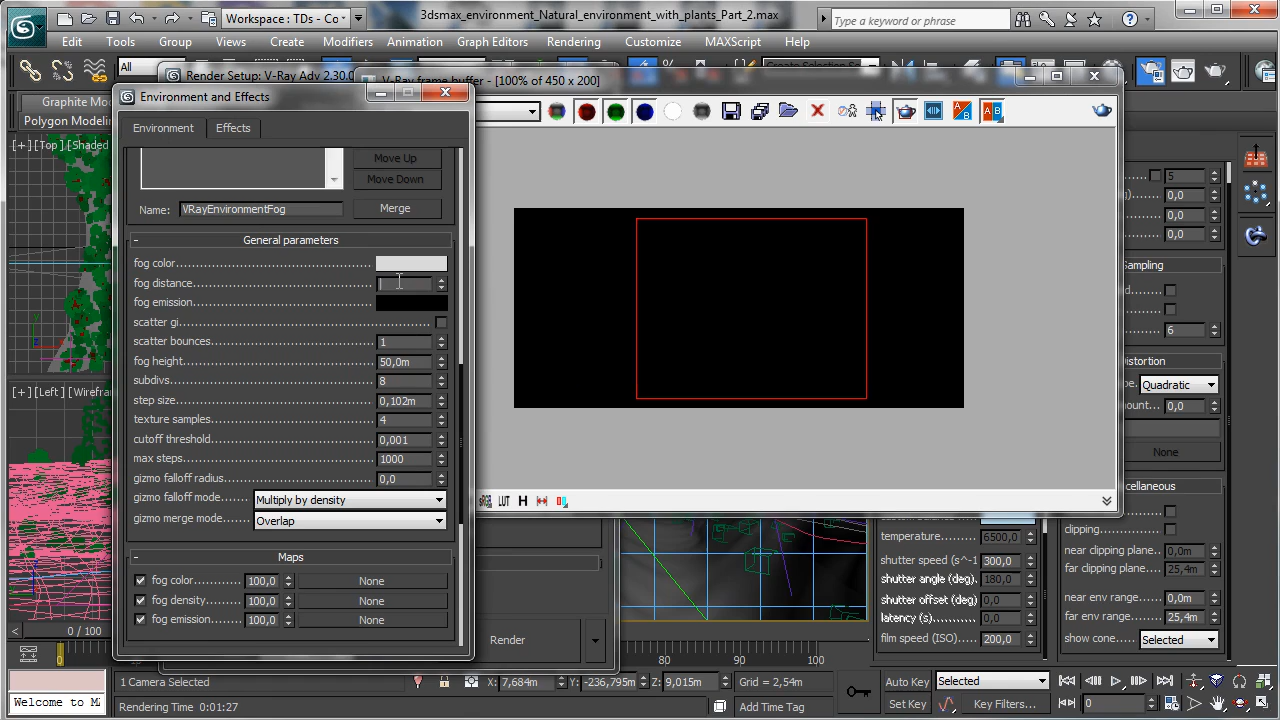 Workspace : TDs - Co
3dsmax_environment_Natural_environment_with_plants_Part_2.max
Type a keyword or phrase
Edit Tools Group Views Create Modifiers Animation Graph Editors Rendering Customize MAXScript Help
All
Render Setup: V-Ray Adv 2.30.0
V-Ray frame buffer - [100% of 450 x 200]
Graphite Mo
Polygon Modelin
Environment and Effects
Environment Effects
[+] [Top] [Shaded
Move Up
Move Down
Name: VRayEnvironmentFog Merge
- General parameters
fog color
fog distance
fog emission
scatter gi
scatter bounces 1
fog height 50,0m
subdivs 8
step size 0,102m
texture samples 4
cutoff threshold 0,001
max steps 1000
gizmo falloff radius 0,0
gizmo falloff mode Multiply by density
gizmo merge mode Overlap
- Maps
fog color 100,0 None
fog density 100,0 None
fog emission 100,0 None
[+] [Left] [Wirefram
sRGB LUT H
5
0,0
0,0
0,0
Sampling
6
Distortion
Quadratic
0,0
None
temperature 6500,0
shutter speed (s^-1 300,0
shutter angle (deg) 180,0
shutter offset (deg) 0,0
latency (s) 0,0
film speed (ISO) 200,0
clipping:
near clipping plane 0,0m
far clipping plane 25,4m
near env range 0,0m
far env range 25,4m
show cone Selected
Render
0 / 100
0 80 90 100
1 Camera Selected X: 7,684m Y: -236,795m Z: 9,015m Grid = 2,54m Auto Key Selected
Welcome to M
Rendering Time 0:01:27 Add Time Tag Set Key Key Filters... 0